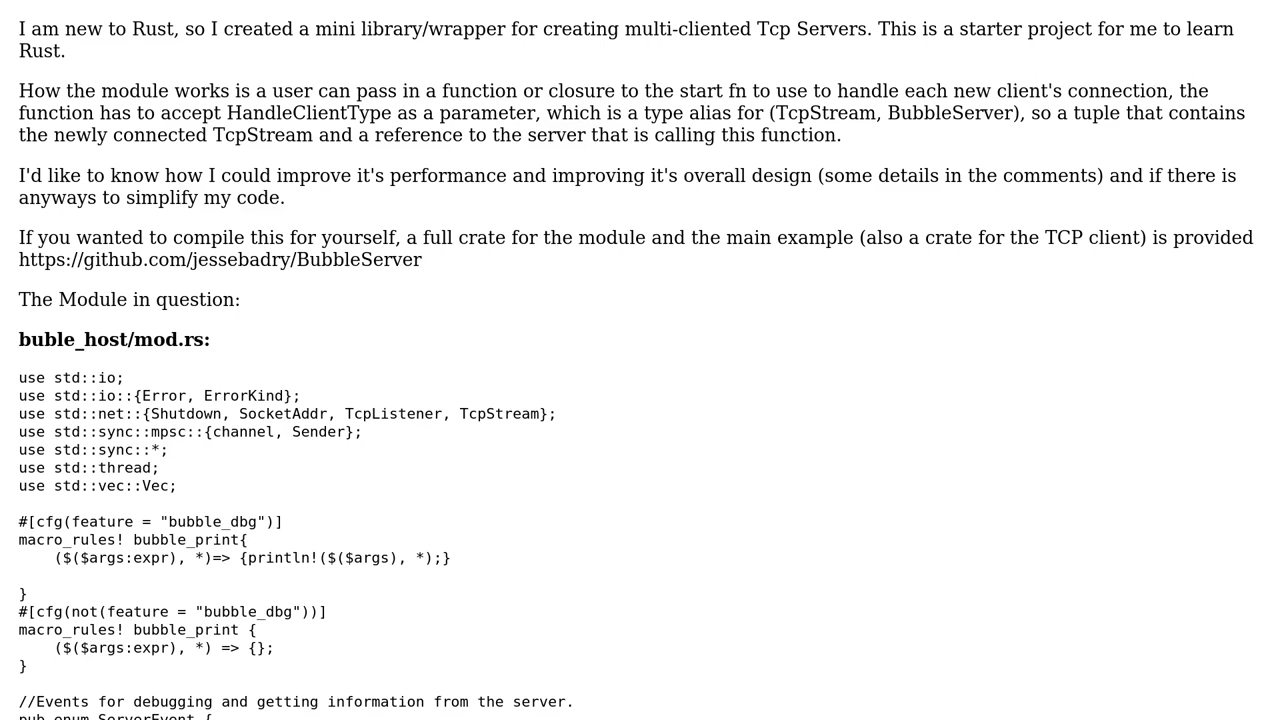 I am new to Rust, so I created a mini library/wrapper for creating multi-cliented Tcp Servers. This is a starter project for me to learn
Rust.
How the module works is a user can pass in a function or closure to the start fn to use to handle each new client's connection, the
function has to accept HandleClientType as a parameter, which is a type alias for (TcpStream, BubbleServer), so a tuple that contains
the newly connected TcpStream and a reference to the server that is calling this function.
I'd like to know how I could improve it's performance and improving it's overall design (some details in the comments) and if there is
anyways to simplify my code.
If you wanted to compile this for yourself, a full crate for the module and the main example (also a crate for the TCP client) is provided
https://github.com/jessebadry/BubbleServer
The Module in question:
buble_host/mod.rs:
use std::io;
use std::io::{Error, ErrorKind};
use std::net::{Shutdown, SocketAddr, TcpListener, TcpStream};
use std::sync::mpsc::{channel, Sender};
use std::sync::*;
use std::thread;
use std::vec::Vec;
#[cfg(feature = "bubble_dbg")]
macro_rules! bubble_print{
    ($($args:expr), *)=> {println!($($args), *);}
}
#[cfg(not(feature = "bubble_dbg"))]
macro_rules! bubble_print {
    ($($args:expr), *) => {};
}
//Events for debugging and getting information from the server.
pub enum ServerEvent {